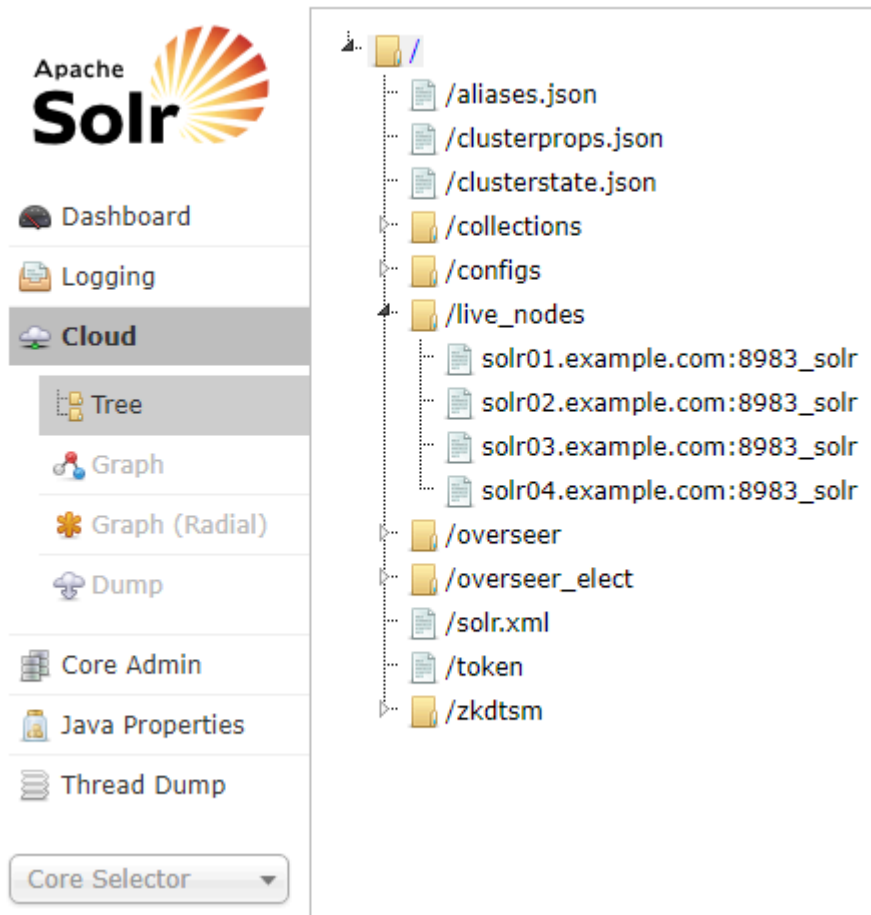 Apache
Solr
Dashboard
Logging
Cloud
Tree
Graph
Graph (Radial)
Dump
Core Admin
Java Properties
Thread Dump
Core Selector
/
/aliases.json
/clusterprops.json
/clusterstate.json
/collections
/configs
/live_nodes
solr01.example.com:8983_solr
solr02.example.com:8983_solr
solr03.example.com:8983_solr
solr04.example.com:8983_solr
/overseer
/overseer_elect
/solr.xml
/token
/zkdtsm